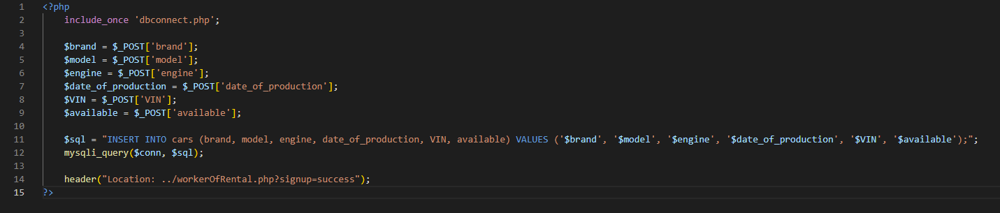 1 <?php
2 include_once 'dbconnect.php';
3
4 $brand = $_POST['brand'];
5 $model = $_POST['model'];
6 $engine = $_POST['engine'];
7 $date_of_production = $_POST['date_of_production'];
8 $VIN = $_POST['VIN'];
9 $available = $_POST['available'];
10
11 $sql = "INSERT INTO cars (brand, model, engine, date_of_production, VIN, available) VALUES ('$brand', '$model', '$engine', '$date_of_production', '$VIN', '$available');";
12 mysqli_query($conn, $sql);
13
14 header("Location: ../workerOfRental.php?signup=success");
15 ?>